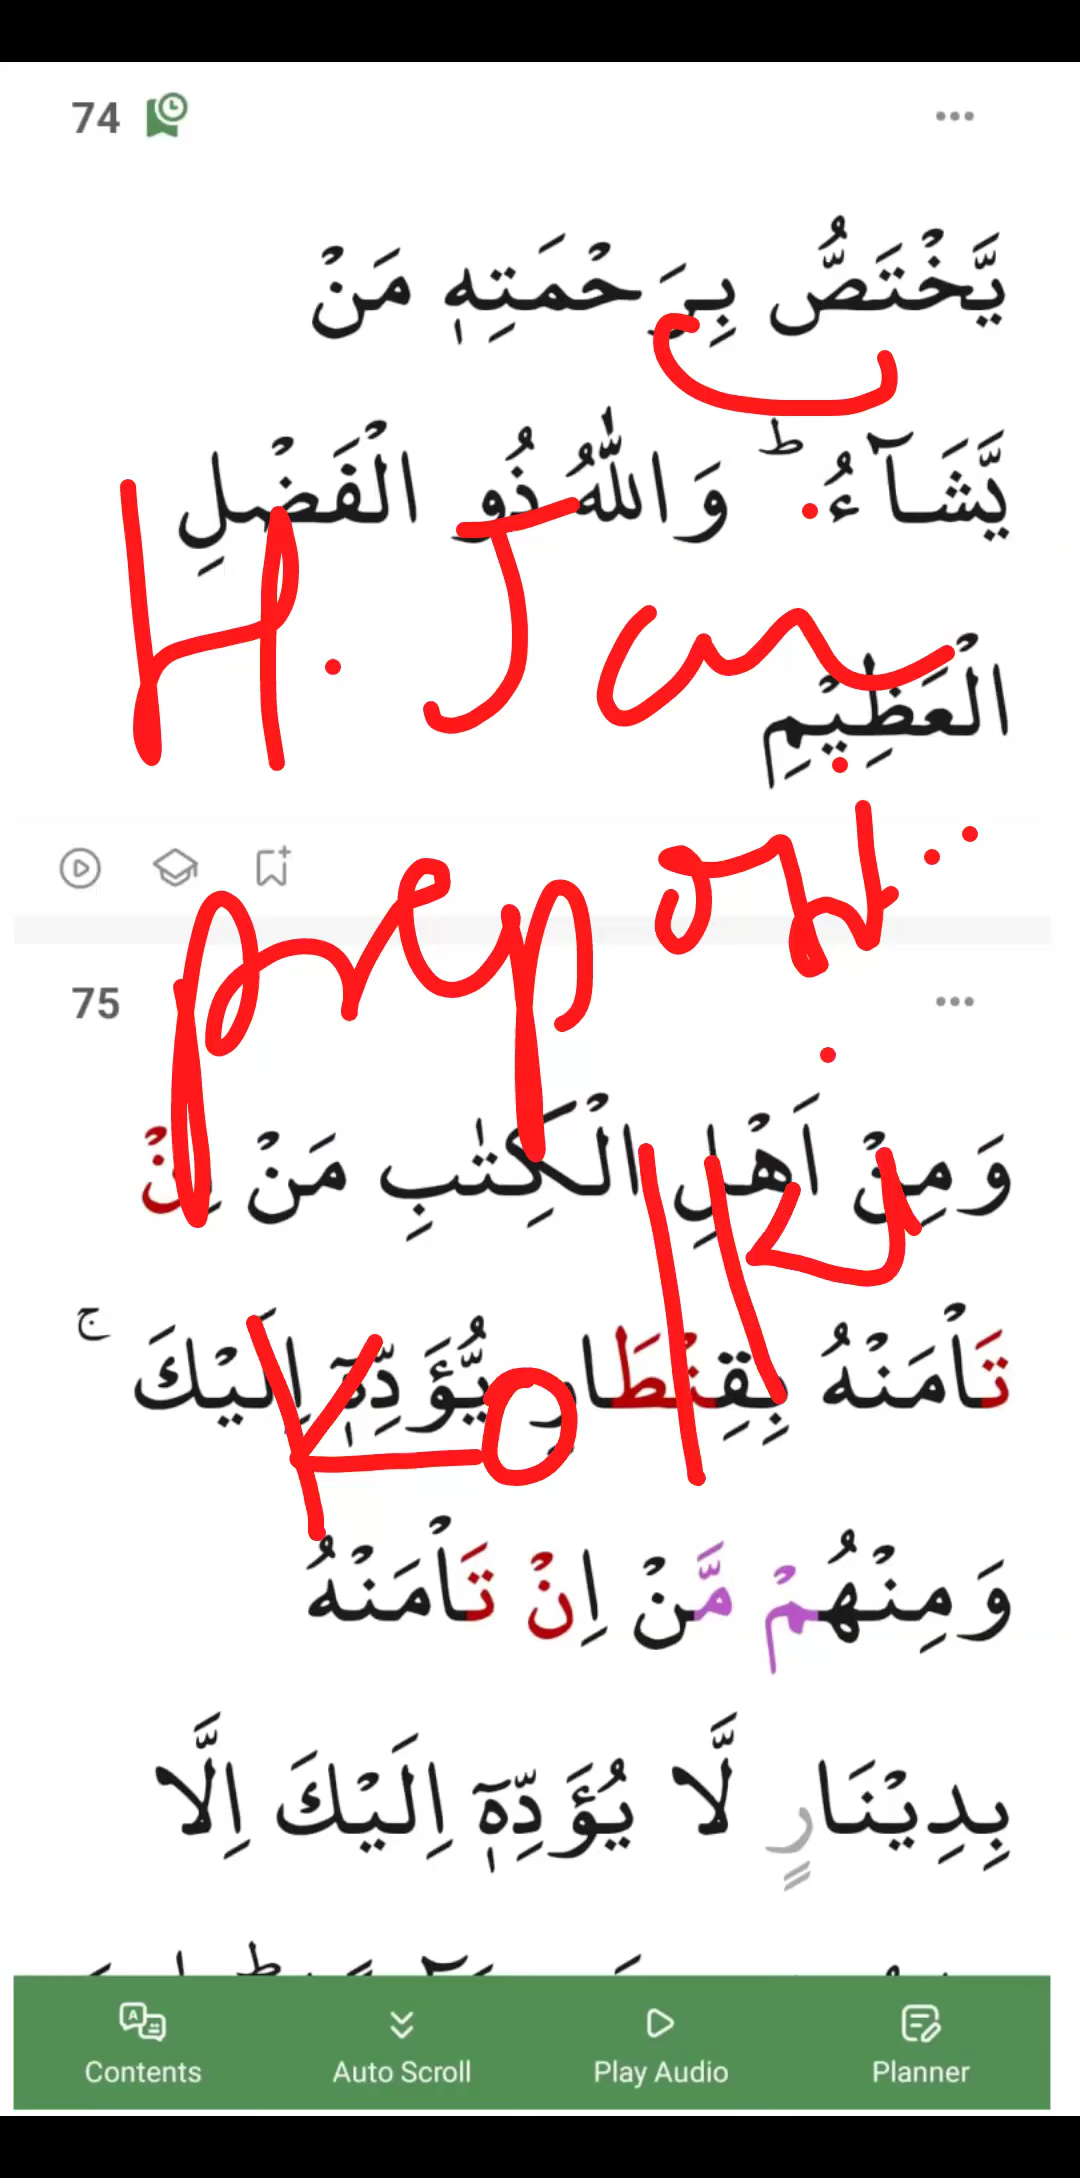 74
يَّخْتَصُّ بِرَحْمَتِهٖ مَنْ
يَّشَآءُ ؕ وَاللّٰهُ ذُو الْفَضْلِ
الْعَظِيْمِ
H. J
75
وَمِنْ اَهْلِ الْكِتٰبِ مَنْ اِنْ
تَاْمَنْهُ بِقِنْطَارٍ يُّؤَدِّهٖۤ اِلَيْكَ ۚ
وَمِنْهُمْ مَّنْ اِنْ تَاْمَنْهُ
بِدِيْنَارٍ لَّا يُؤَدِّهٖۤ اِلَيْكَ اِلَّا
Contents Auto Scroll Play Audio Planner